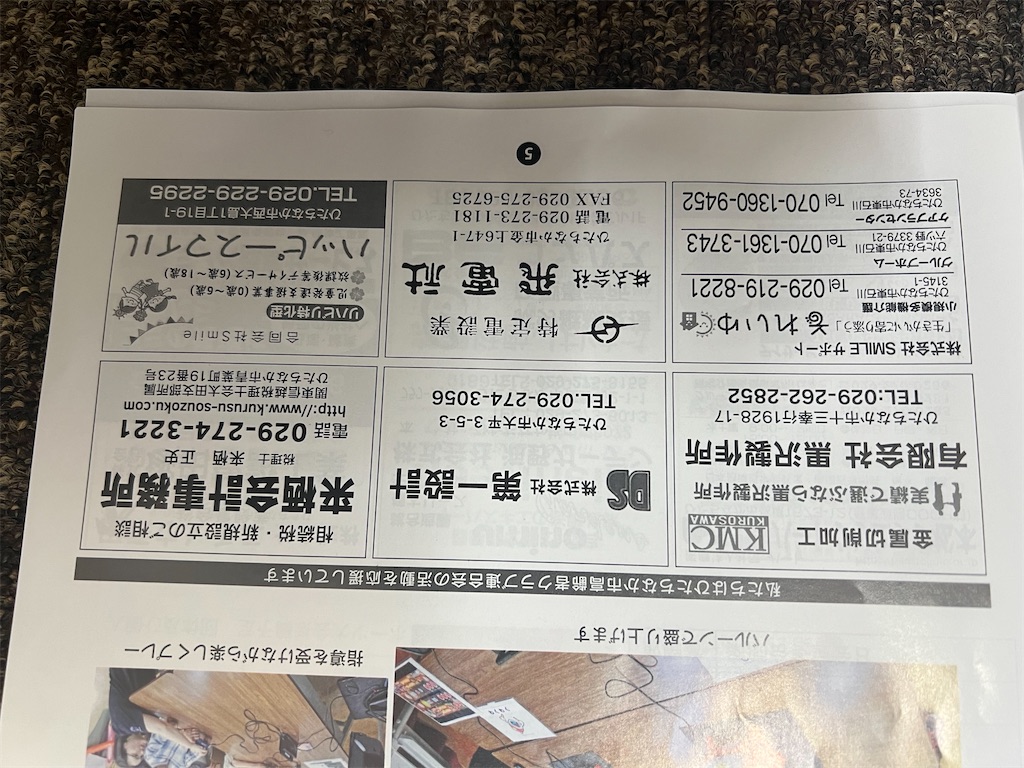 バルーンで盛り上げます
指導を受けながら楽しくプレー
私たちはひたちなか市高齢者クラブ連合会の活動を応援しています
金属切削加工
KMC
KUROSAWA
実績で選ぶなら黒沢製作所
有限会社 黒沢製作所
ひたちなか市十三奉行1928-17
TEL:029-262-2852
DS 株式会社 第一設計
ひたちなか市大平3-5-3
TEL.029-274-3056
相続税・新規設立のご相談
来栖会計事務所
税理士 来栖 正史
電話 029-274-3221
http://www.kurusu-souzoku.com
関東信越税理士会太田支部所属
ひたちなか市青葉町19番23号
株式会社 SMILE サポート
「生きがいに寄り添う」
れいゆ
小規模多機能介護
ひたちなか市東石川
3145-1
Tel 029-219-8221
グループホーム
ひたちなか市東石川
六ツ野 3379-21
Tel 070-1361-3743
ケアプランセンター
ひたちなか市東石川
3634-73
Tel 070-1360-9452
特定電設業
株式会社 飛電社
ひたちなか市金上647-1
電話 029-273-1181
FAX 029-275-6725
合同会社Smile
リハビリ特化型
児童発達支援事業(0歳〜6歳)
放課後等デイサービス(6歳〜18歳)
ハッピースマイル
ひたちなか市西大島1丁目19-1
TEL.029-229-2295
5